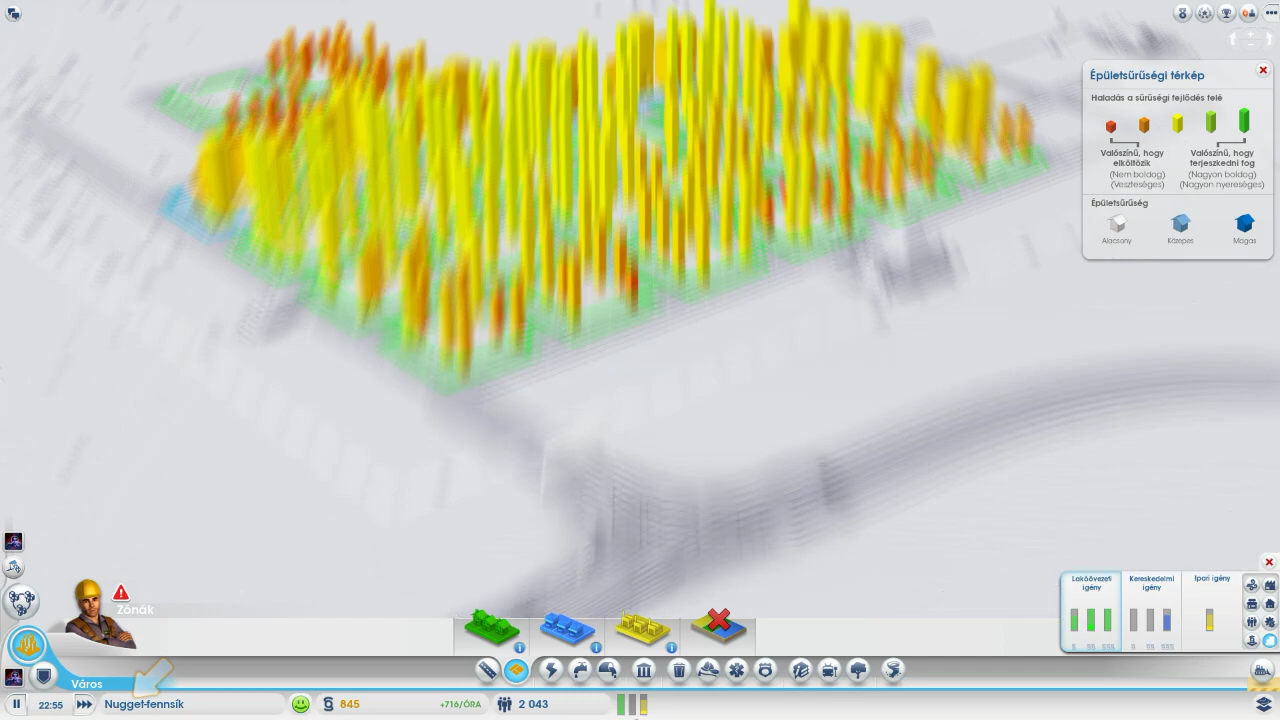 Épületsűrűségi térkép
Haladás a sűrűségi fejlődés felé
Valószínű, hogy elköltözik
(Nem boldog)
(Veszteséges)
Valószínű, hogy terjeszkedni fog
(Nagyon boldog)
(Nagyon nyereséges)
Épületsűrűség
Alacsony
Közepes
Magas
Zónák
Lakóövezeti igény
Kereskedelmi igény
Ipari igény
$ $$ $$$
$ $$ $$$
Város
22:55
Nugget-fennsík
845
+716/ÓRA
2 043